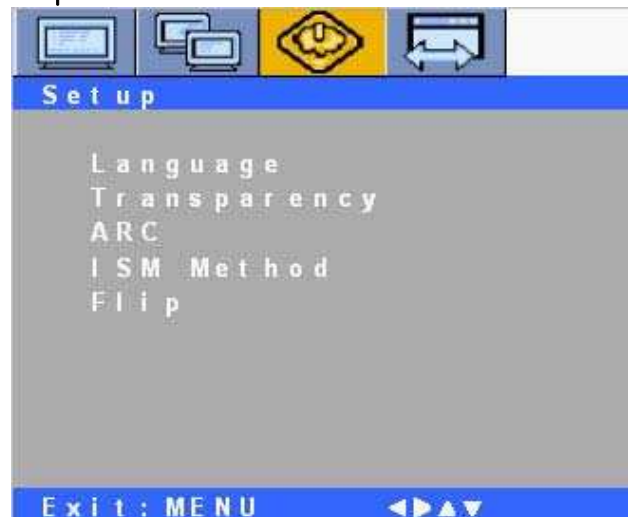 Setup
Language
Transparency
ARC
ISM Method
Flip
Exit: MENU ◀▶▲▼